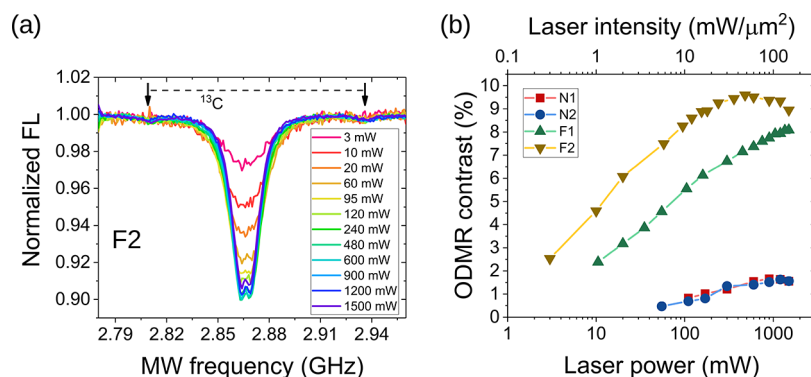 (a)
1.02
1.00
0.98
0.96
0.94
0.92
0.90
Normalized FL
13C
3 mW
10 mW
20 mW
60 mW
95 mW
120 mW
240 mW
480 mW
600 mW
900 mW
1200 mW
1500 mW
F2
2.79 2.82 2.85 2.88 2.91 2.94
MW frequency (GHz)
(b)
Laser intensity (mW/μm²)
0.1 1 10 100
10
9
8
7
6
5
4
3
2
1
0
ODMR contrast (%)
N1
N2
F1
F2
1 10 100 1000
Laser power (mW)